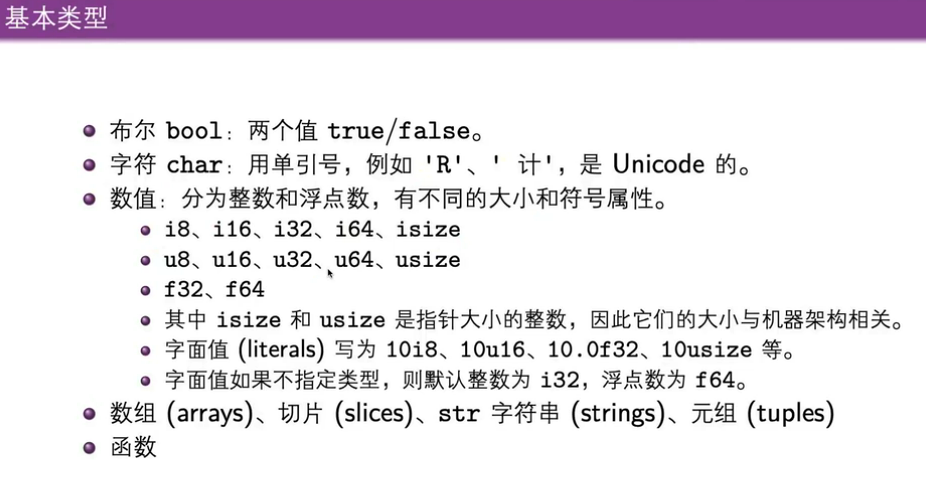 基本类型
布尔 bool：两个值 true/false。
字符 char：用单引号，例如 'R'、' 计'，是 Unicode 的。
数值：分为整数和浮点数，有不同的大小和符号属性。
i8、i16、i32、i64、isize
u8、u16、u32、u64、usize
f32、f64
其中 isize 和 usize 是指针大小的整数，因此它们的大小与机器架构相关。
字面值 (literals) 写为 10i8、10u16、10.0f32、10usize 等。
字面值如果不指定类型，则默认整数为 i32，浮点数为 f64。
数组 (arrays)、切片 (slices)、str 字符串 (strings)、元组 (tuples)
函数